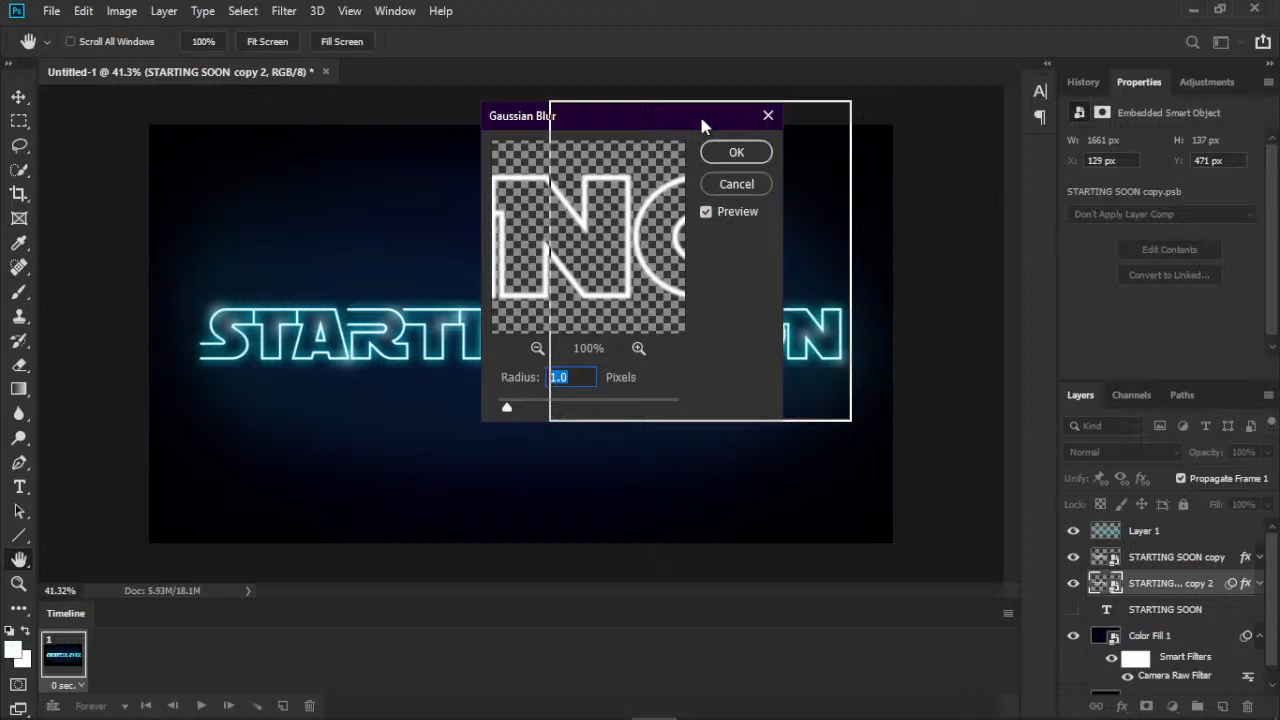 Ps File Edit Image Layer Type Select Filter 3D View Window Help
Scroll All Windows 100% Fit Screen Fill Screen
Untitled-1 @ 41.3% (STARTING SOON copy 2, RGB/8) *
History Properties Adjustments
Embedded Smart Object
W: 1661 px H: 137 px
X: 129 px Y: 471 px
STARTING SOON copy.psb
Don't Apply Layer Comp
Edit Contents
Convert to Linked...
Gaussian Blur
OK
Cancel
Preview
100%
Radius: 1.0 Pixels
Layers Channels Paths
Kind
Normal Opacity: 100%
Unify: Propagate Frame 1
Lock: Fill: 100%
Layer 1
STARTING SOON copy fx
STARTING... copy 2 fx
T STARTING SOON
Color Fill 1
Smart Filters
Camera Raw Filter
41.32% Doc: 5.93M/18.1M
Timeline
1
0 sec.
Forever